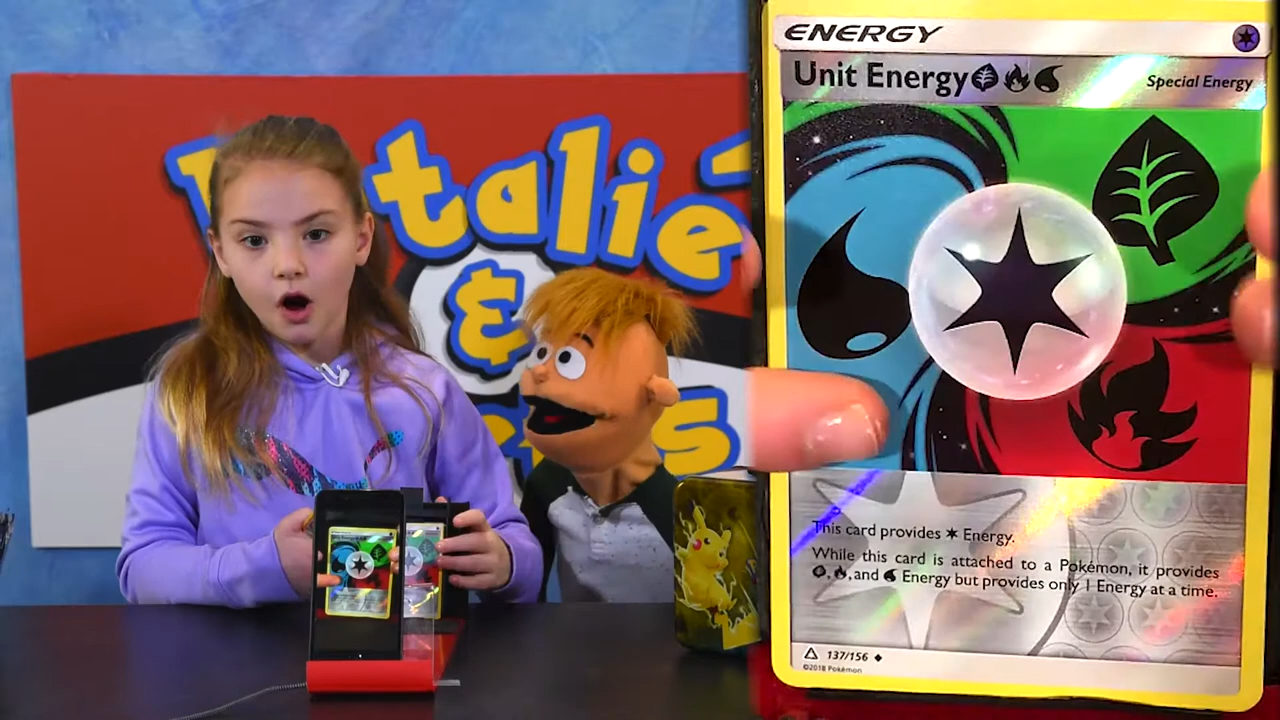 talie
&
ENERGY
Unit Energy
Special Energy
This card provides Energy.
While this card is attached to a Pokémon, it provides
, , and Energy but provides only 1 Energy at a time.
137/156
©2018 Pokémon